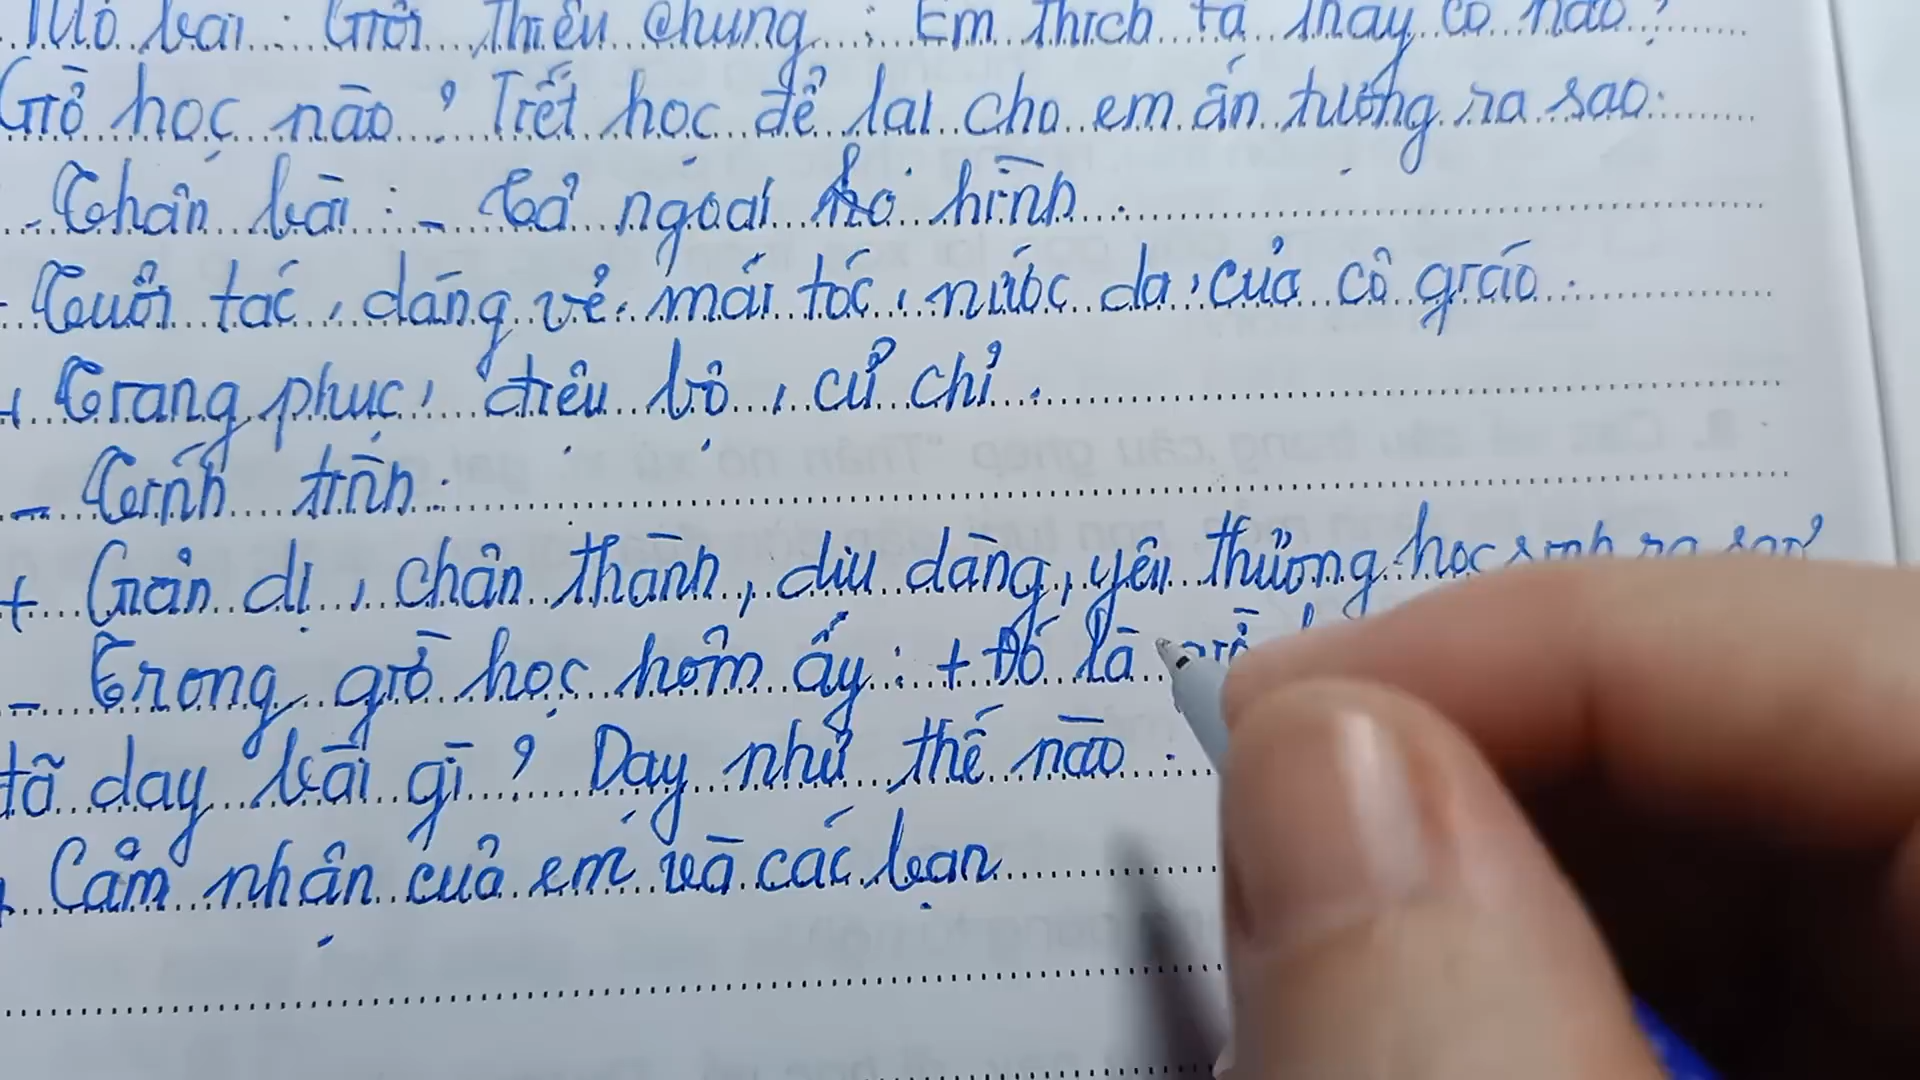 Mở bài : Giới thiệu chung : Em thích tả thầy cô nào ?
Giờ học nào ? Tiết học để lại cho em ấn tượng ra sao.
- Thân bài : - Tả ngoại hình .
+ Tuổi tác , dáng vẻ , mái tóc , nước da , của cô giáo .
+ Trang phục , điệu bộ , cử chỉ .
- Tính tình :
+ Giản dị , chân thành , dịu dàng , yêu thương học sinh ra sao?
- Trong giờ học hôm ấy : + Đó là giờ
đã dạy bài gì ? Dạy như thế nào .
+ Cảm nhận của em và các bạn